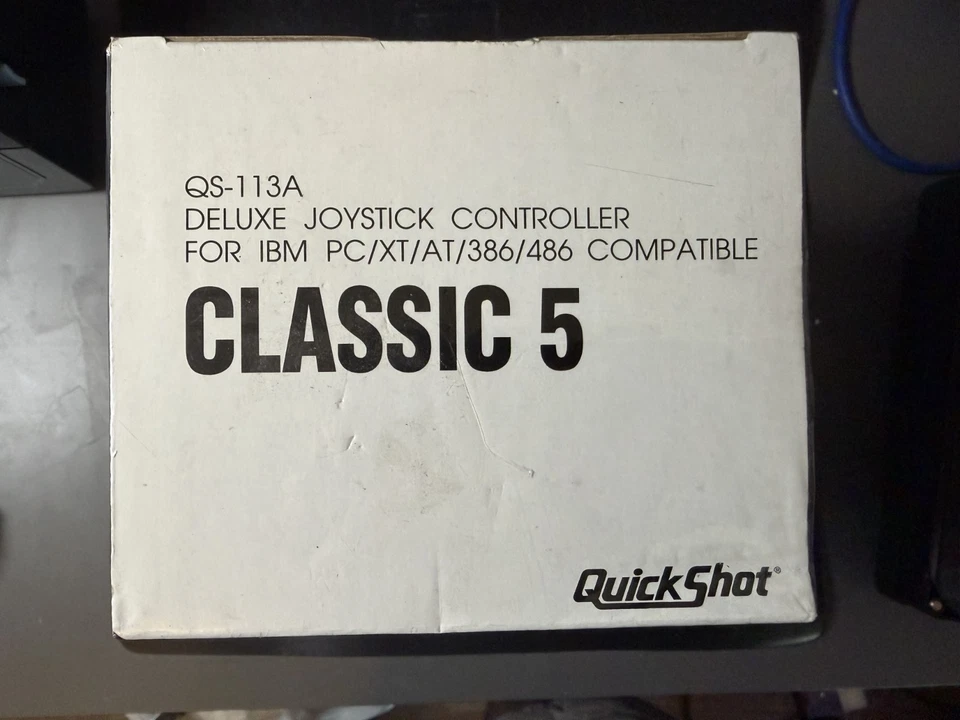 QS-113A
DELUXE JOYSTICK CONTROLLER
FOR IBM PC/XT/AT/386/486 COMPATIBLE
CLASSIC 5
QuickShot®